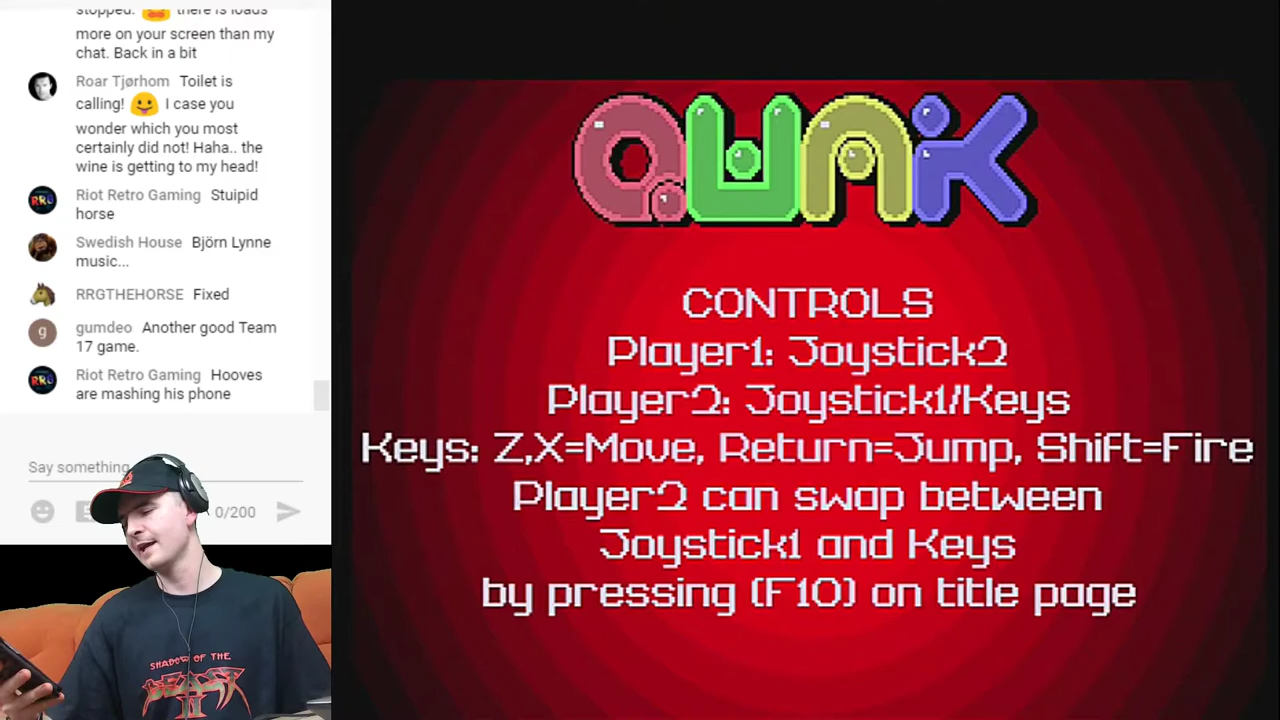 stopped. there is loads
more on your screen than my
chat. Back in a bit
Roar Tjørhom Toilet is
calling! I case you
wonder which you most
certainly did not! Haha.. the
wine is getting to my head!
Riot Retro Gaming Stupid
horse
Swedish House Björn Lynne
music...
RRGTHEHORSE Fixed
g gumdeo Another good Team
17 game.
Riot Retro Gaming Hooves
are mashing his phone
Say something
0/200
SHADOW OF THE
BEAST
II
QWAK
CONTROLS
Player1: Joystick2
Player2: Joystick1/Keys
Keys: Z,X=Move, Return=Jump, Shift=Fire
Player2 can swap between
Joystick1 and Keys
by pressing (F10) on title page